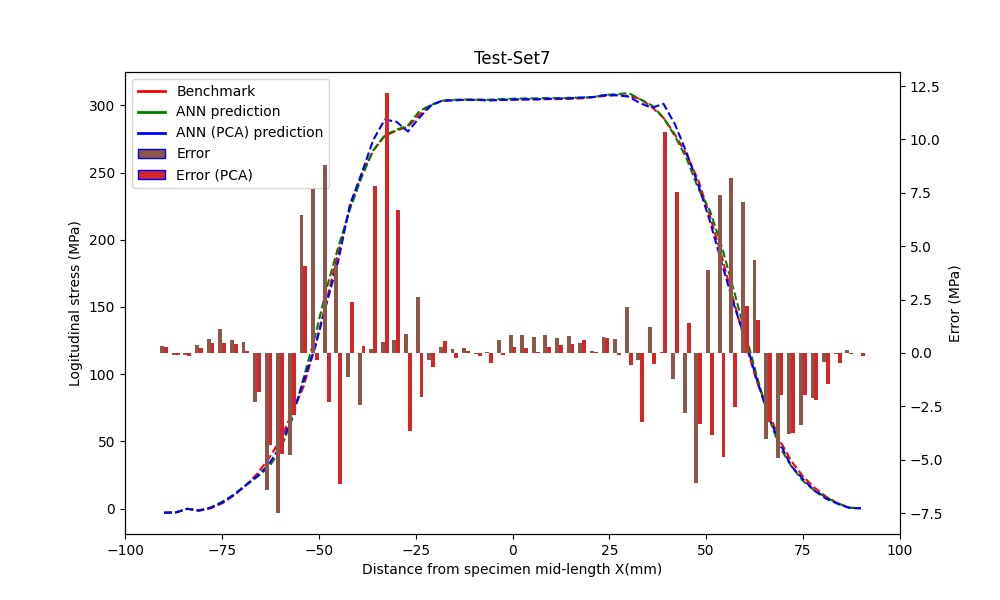 Test-Set7
Benchmark
ANN prediction
ANN (PCA) prediction
Error
Error (PCA)
Logitudinal stress (MPa)
300
250
200
150
100
50
0
12.5
10.0
7.5
5.0
2.5
0.0
−2.5
−5.0
−7.5
Error (MPa)
−100 −75 −50 −25 0 25 50 75 100
Distance from specimen mid-length X(mm)